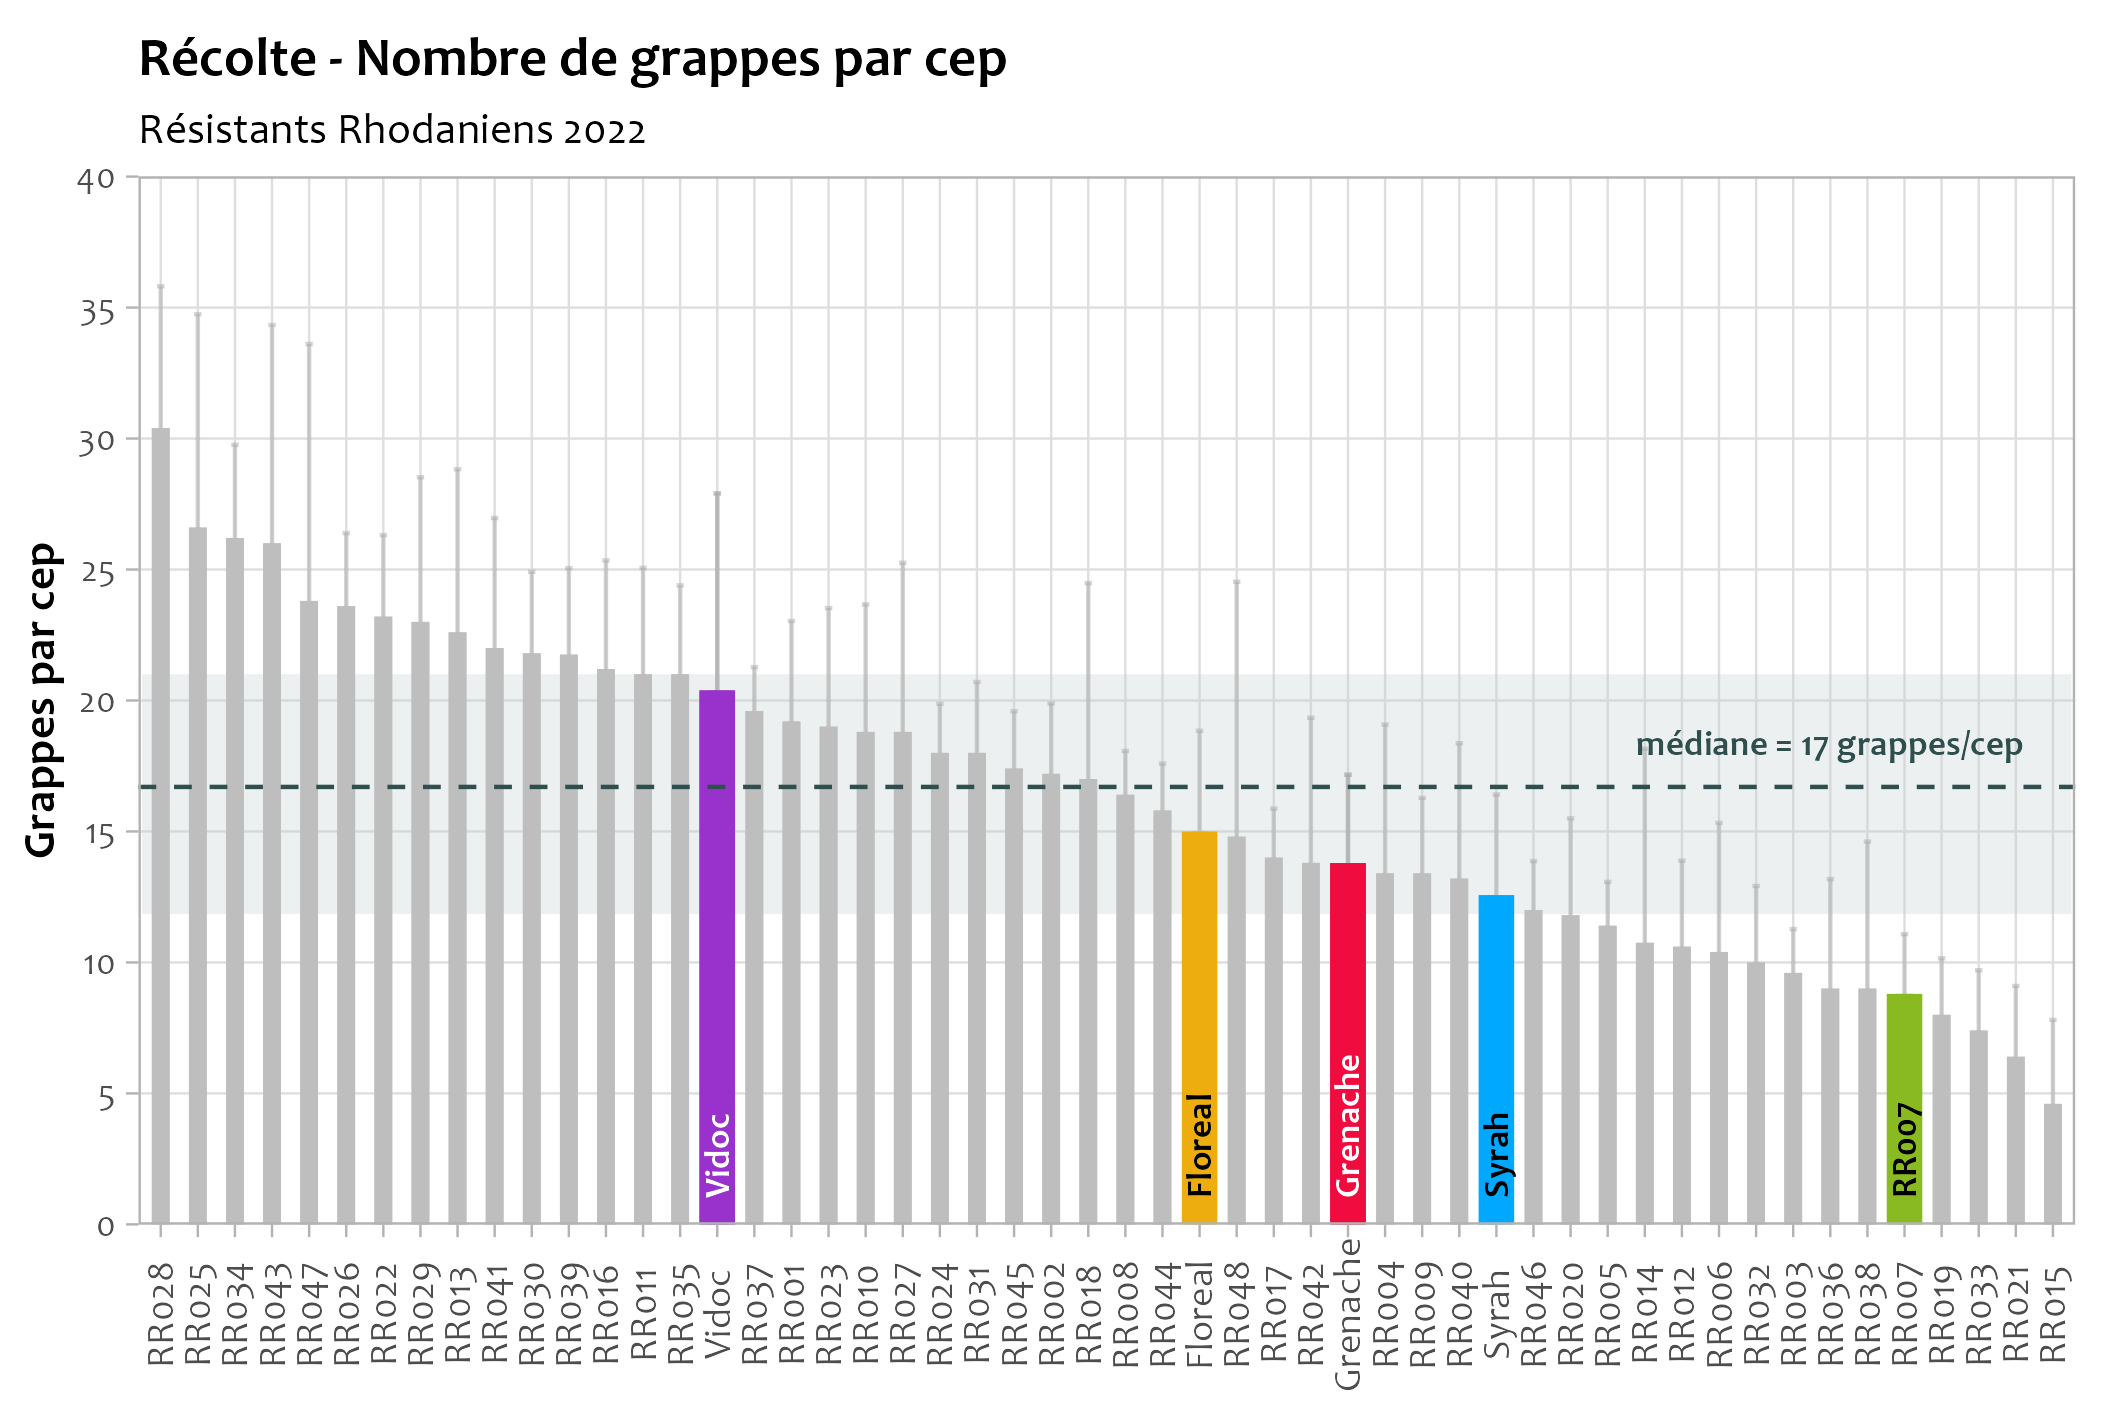 Récolte - Nombre de grappes par cep
Résistants Rhodaniens 2022
Grappes par cep
40
35
30
25
20
15
10
5
0
médiane = 17 grappes/cep
Vidoc
Floreal
Grenache
Syrah
RR007
RR028
RR025
RR034
RR043
RR047
RR026
RR022
RR029
RR013
RR041
RR030
RR039
RR016
RR011
RR035
Vidoc
RR037
RR001
RR023
RR010
RR027
RR024
RR031
RR045
RR002
RR018
RR008
RR044
Floreal
RR048
RR017
RR042
Grenache
RR004
RR009
RR040
Syrah
RR046
RR020
RR005
RR014
RR012
RR006
RR032
RR003
RR036
RR038
RR007
RR019
RR033
RR021
RR015